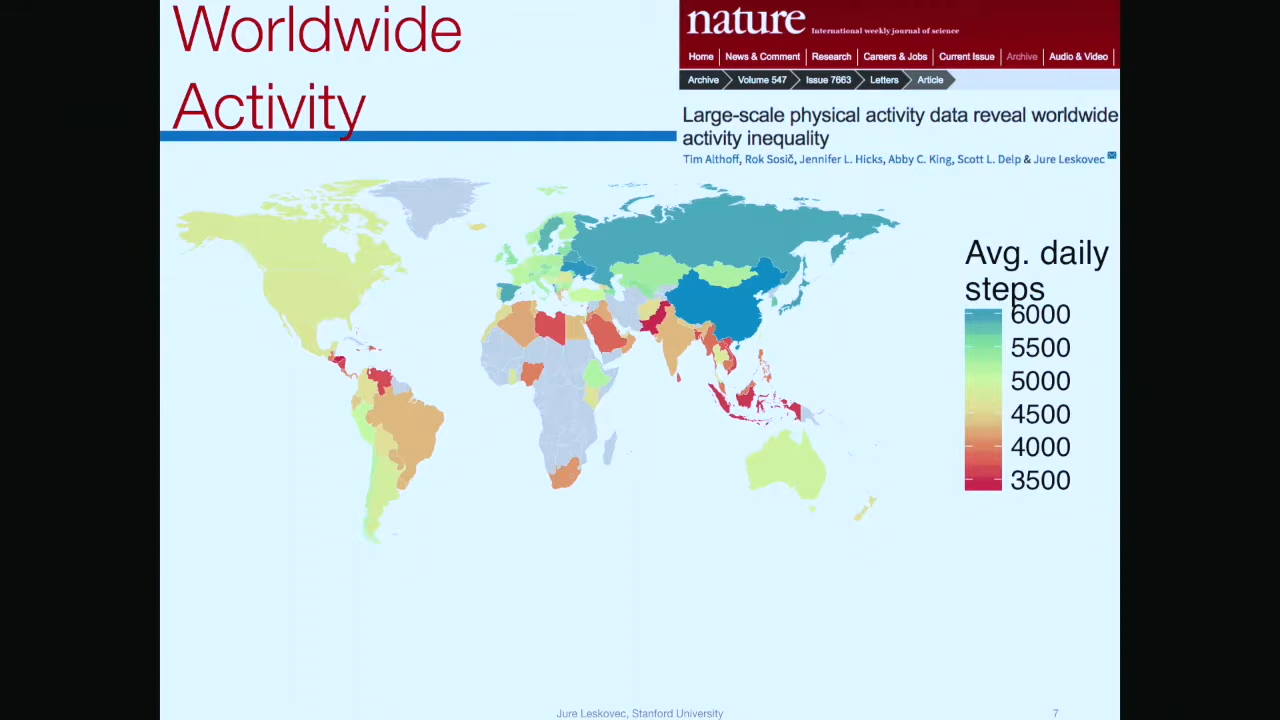 Worldwide
Activity
nature
International weekly journal of science
Home News & Comment Research Careers & Jobs Current Issue Archive Audio & Video
Archive Volume 547 Issue 7663 Letters Article
Large-scale physical activity data reveal worldwide
activity inequality
Tim Althoff, Rok Sosič, Jennifer L. Hicks, Abby C. King, Scott L. Delp & Jure Leskovec
Avg. daily
steps
6000
5500
5000
4500
4000
3500
Jure Leskovec, Stanford University
7